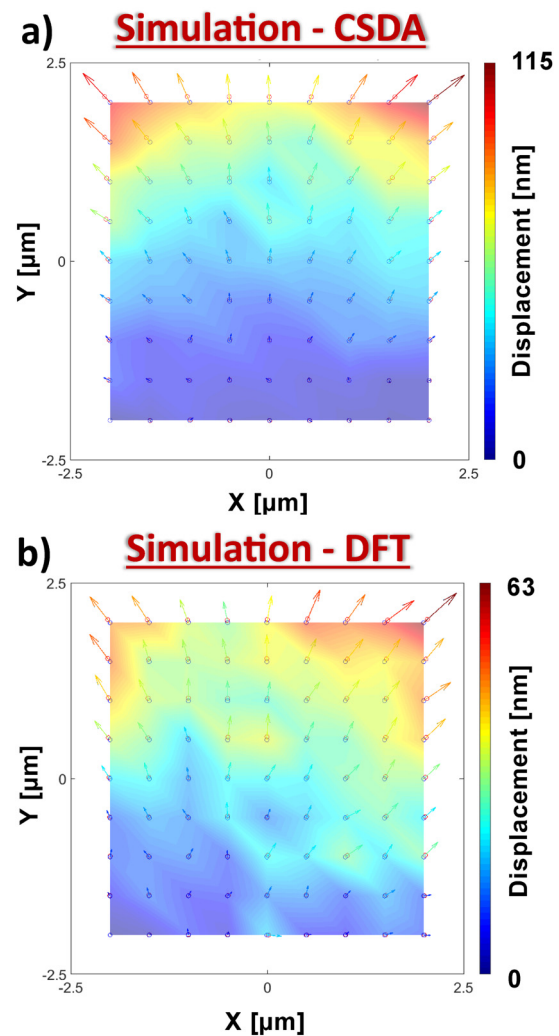 a)
Simulation - CSDA
2.5
115
Y [µm]
0
Displacement [nm]
-2.5
0
-2.5
0
2.5
X [µm]
b)
Simulation - DFT
2.5
63
Y [µm]
0
Displacement [nm]
-2.5
0
-2.5
0
2.5
X [µm]